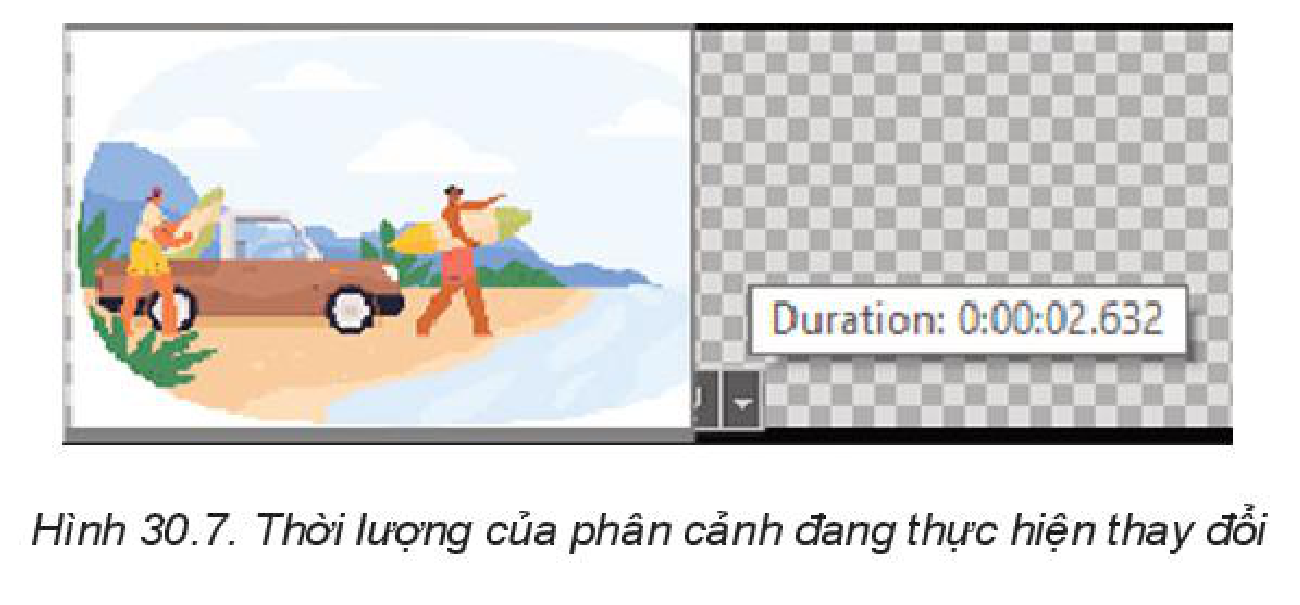 Duration: 0:00:02.632
Hình 30.7. Thời lượng của phân cảnh đang thực hiện thay đổi